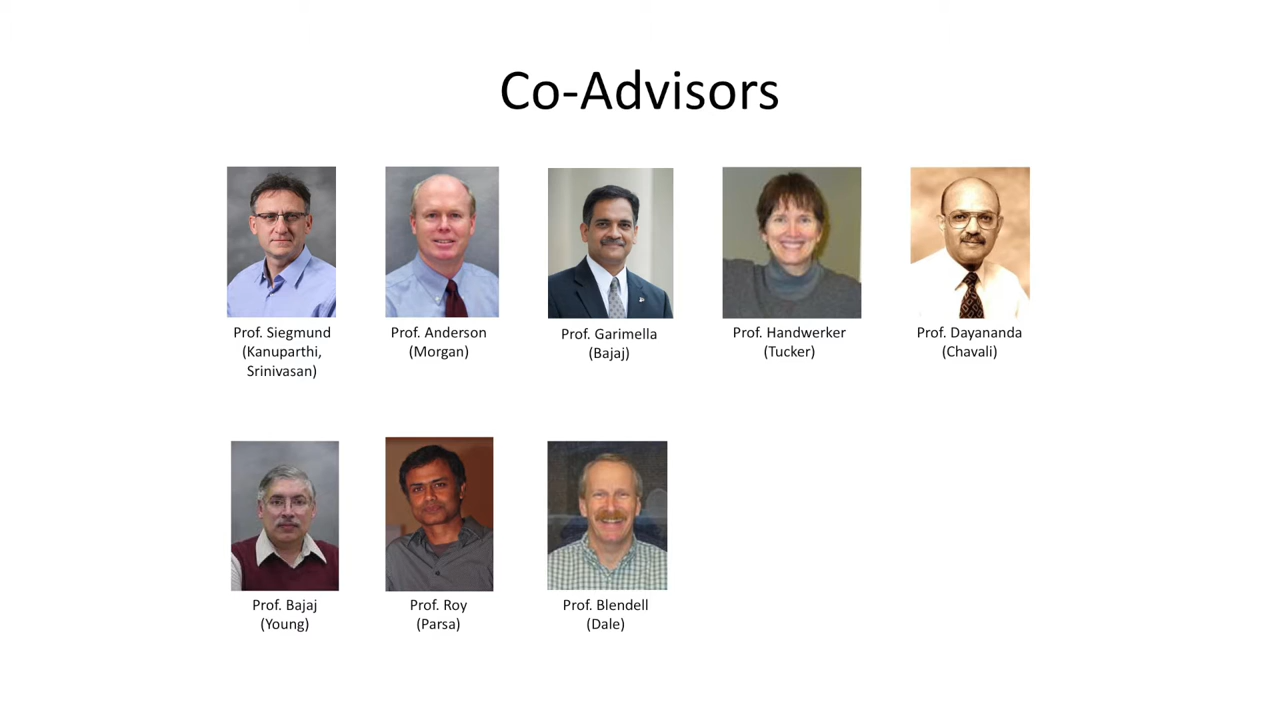 Co-Advisors
Prof. Siegmund
(Kanuparthi,
Srinivasan)
Prof. Anderson
(Morgan)
Prof. Garimella
(Bajaj)
Prof. Handwerker
(Tucker)
Prof. Dayananda
(Chavali)
Prof. Bajaj
(Young)
Prof. Roy
(Parsa)
Prof. Blendell
(Dale)